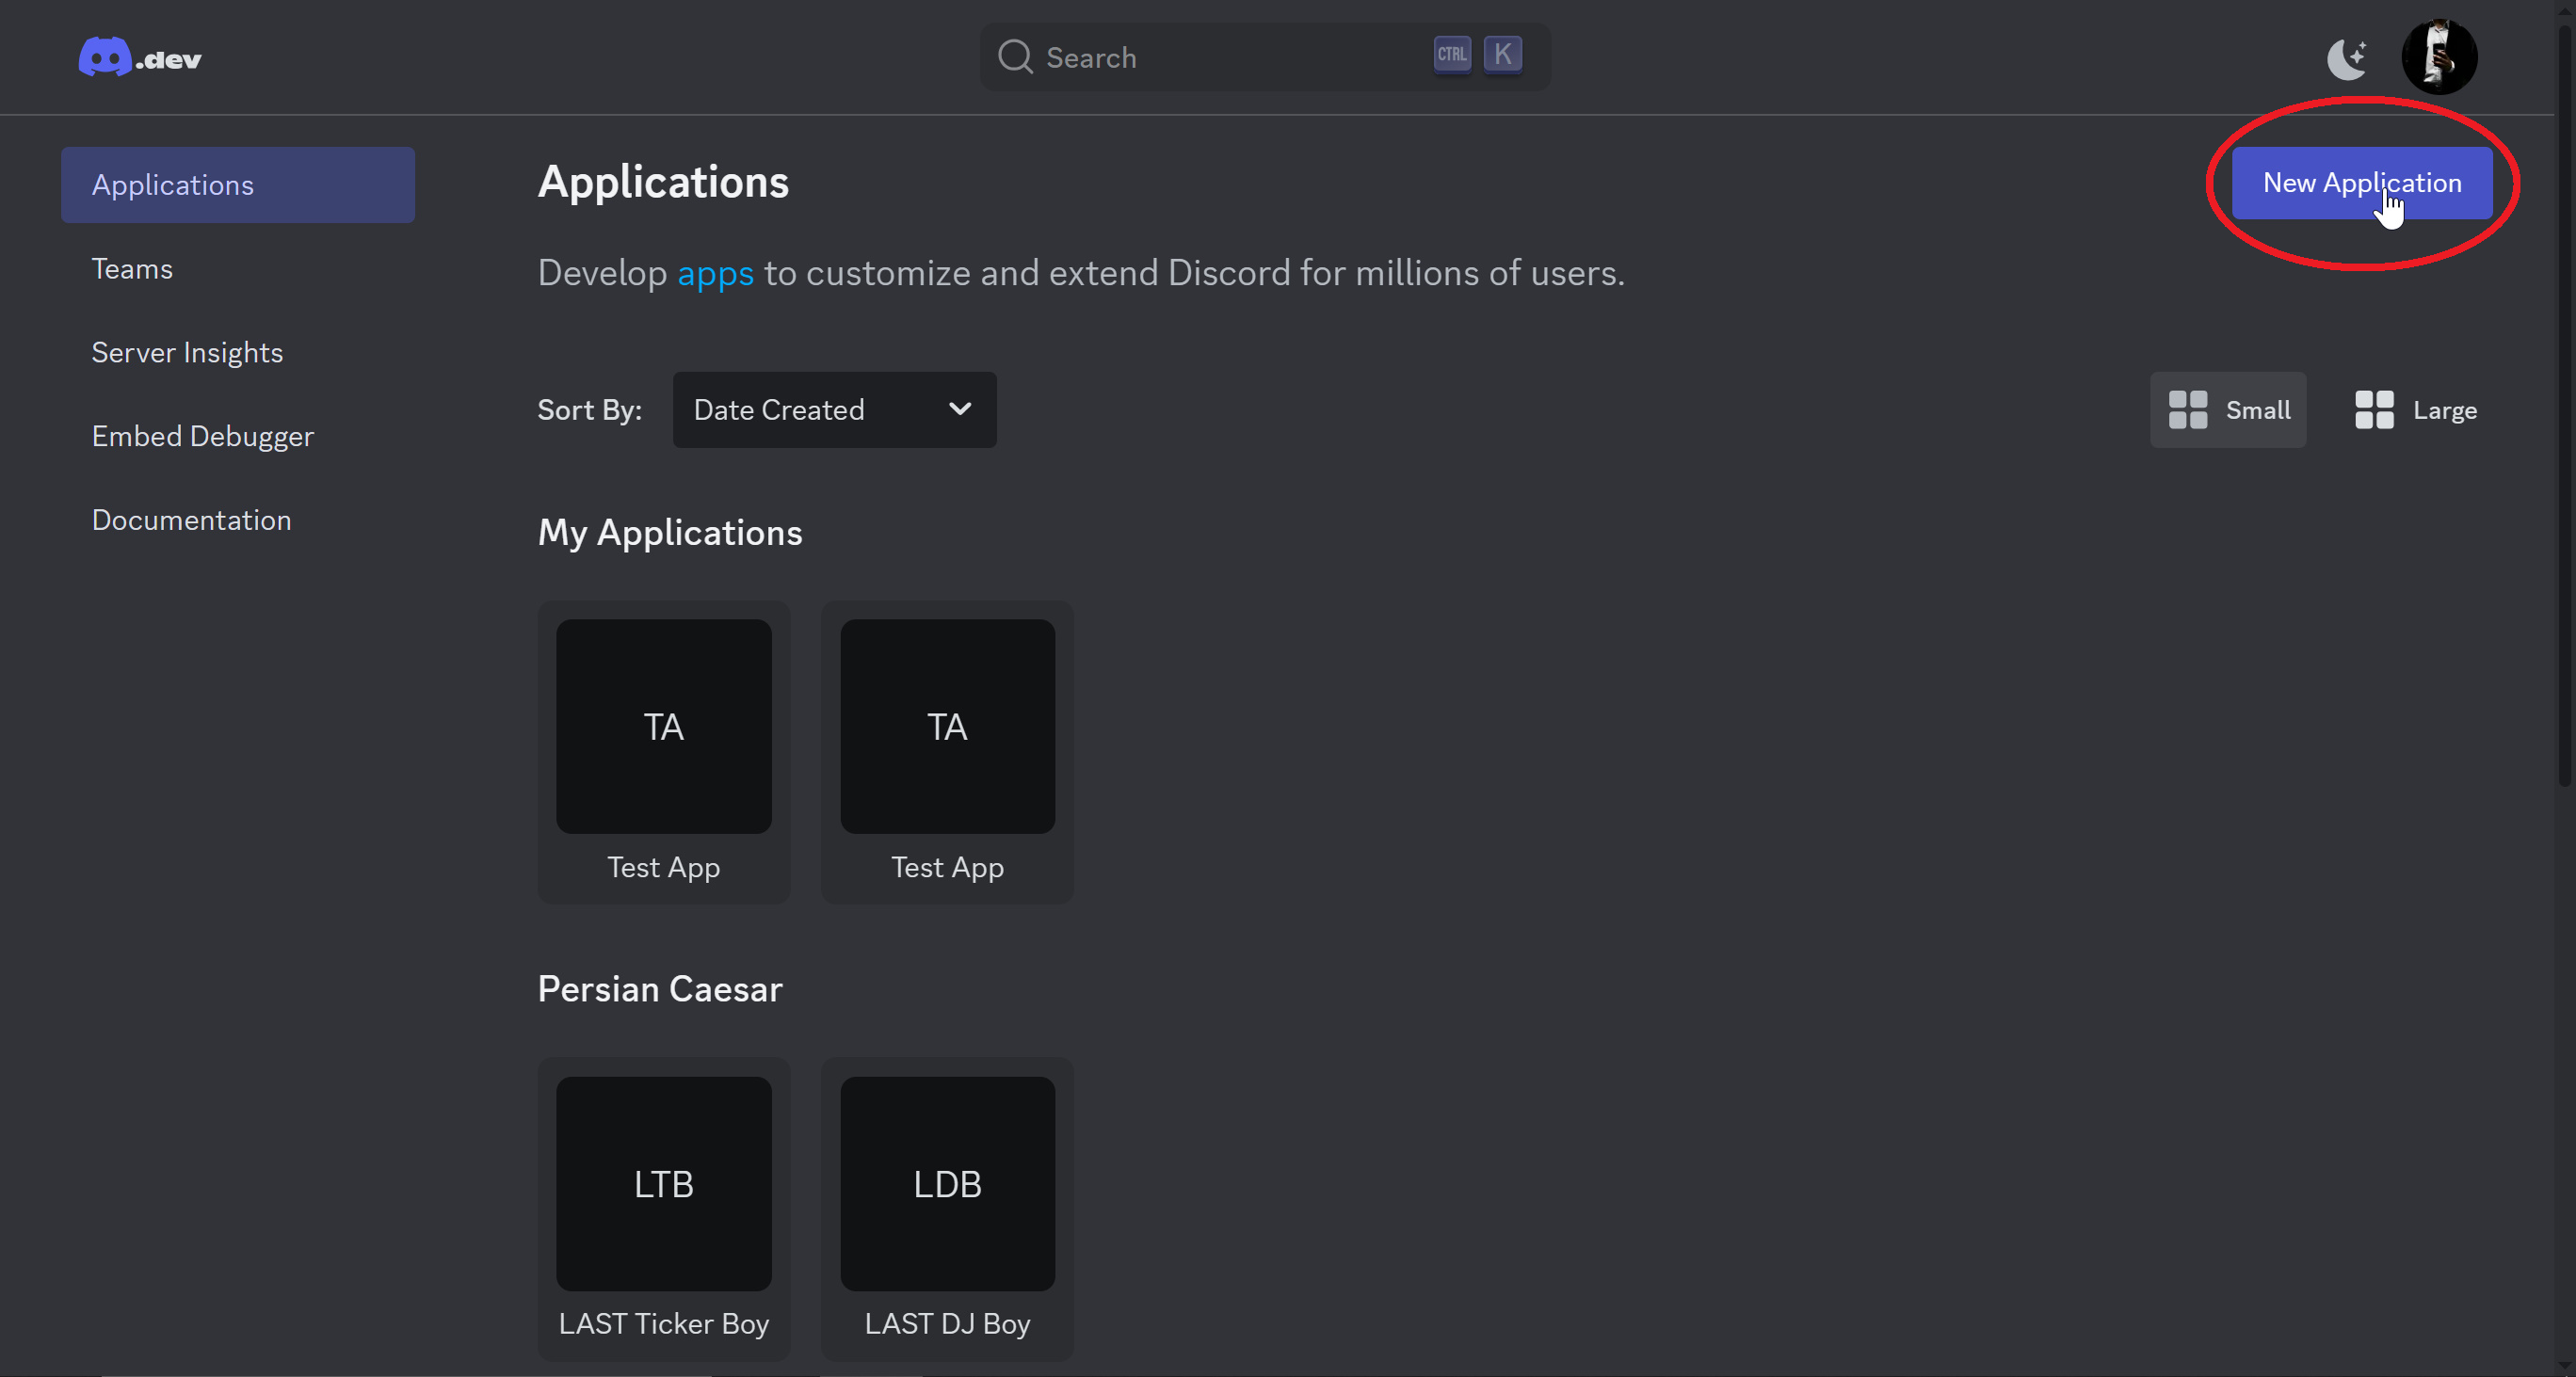 .dev
Search CTRL K
Applications
Teams
Server Insights
Embed Debugger
Documentation
Applications
New Application
Develop apps to customize and extend Discord for millions of users.
Sort By: Date Created
Small Large
My Applications
TA TA
Test App Test App
Persian Caesar
LTB LDB
LAST Ticker Boy LAST DJ Boy